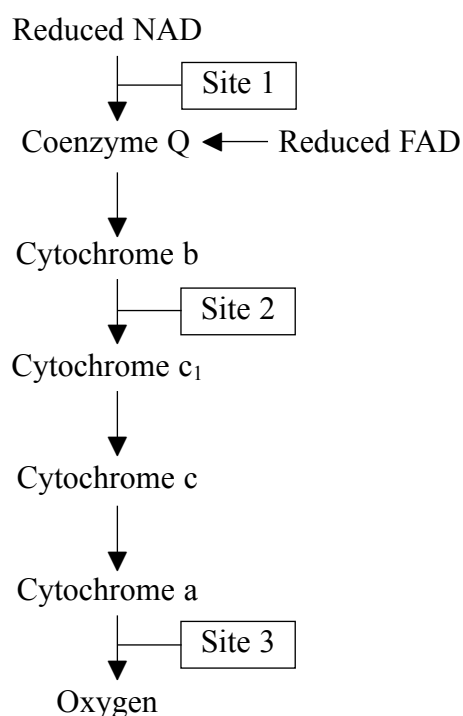 Reduced NAD
Site 1
Coenzyme Q
Reduced FAD
Cytochrome b
Site 2
Cytochrome c₁
Cytochrome c
Cytochrome a
Site 3
Oxygen